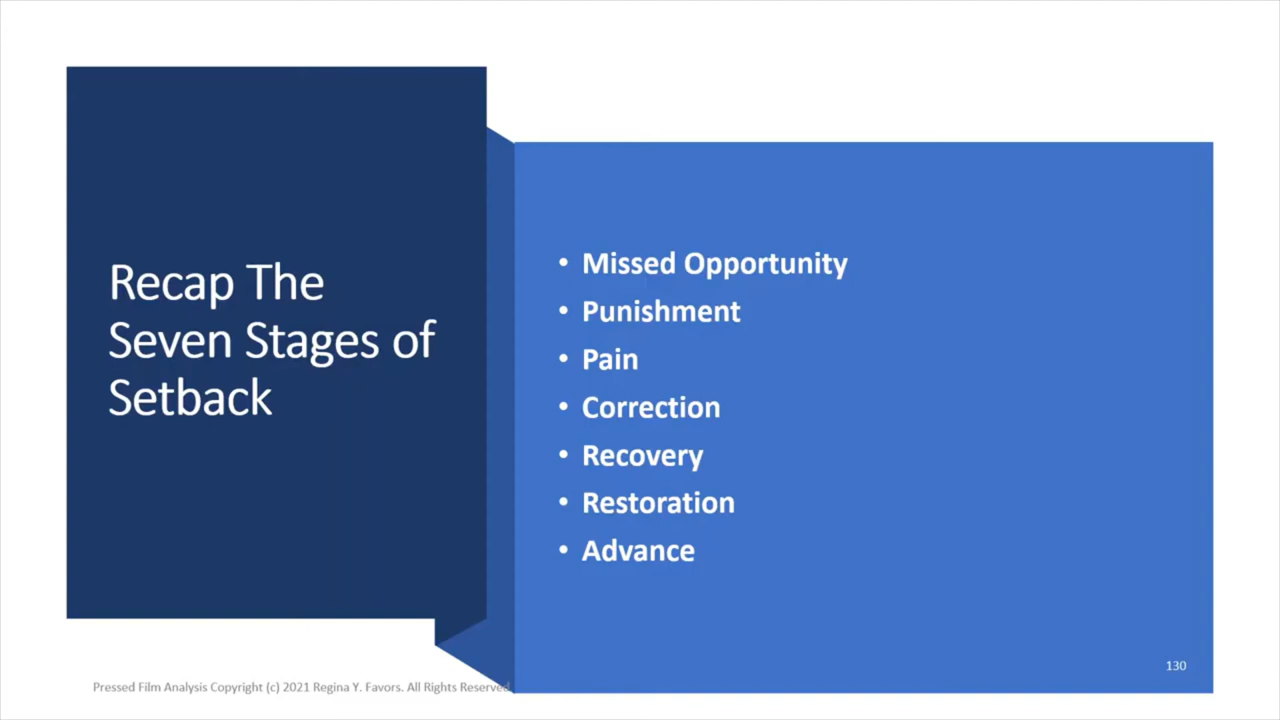 Recap The
Seven Stages of
Setback
• Missed Opportunity
• Punishment
• Pain
• Correction
• Recovery
• Restoration
• Advance
130
Pressed Film Analysis Copyright (c) 2021 Regina Y. Favors. All Rights Reserved